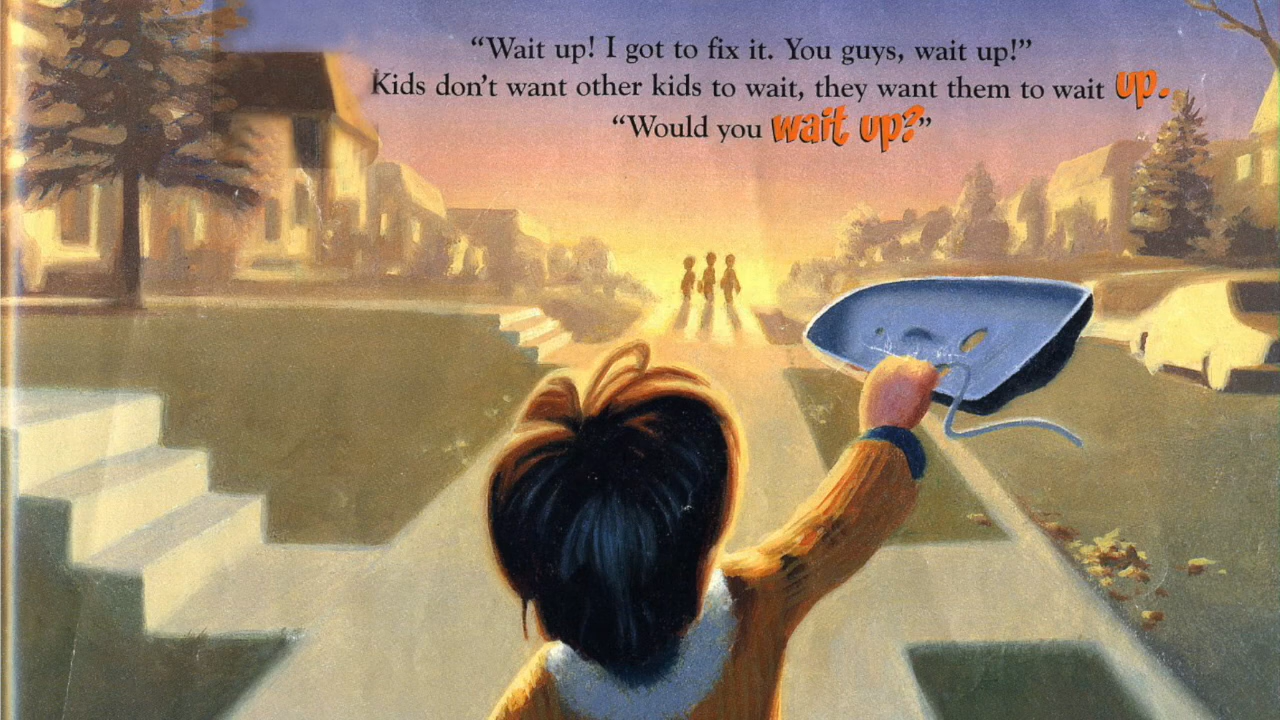 “Wait up! I got to fix it. You guys, wait up!”
Kids don’t want other kids to wait, they want them to wait up.
“Would you wait up?”